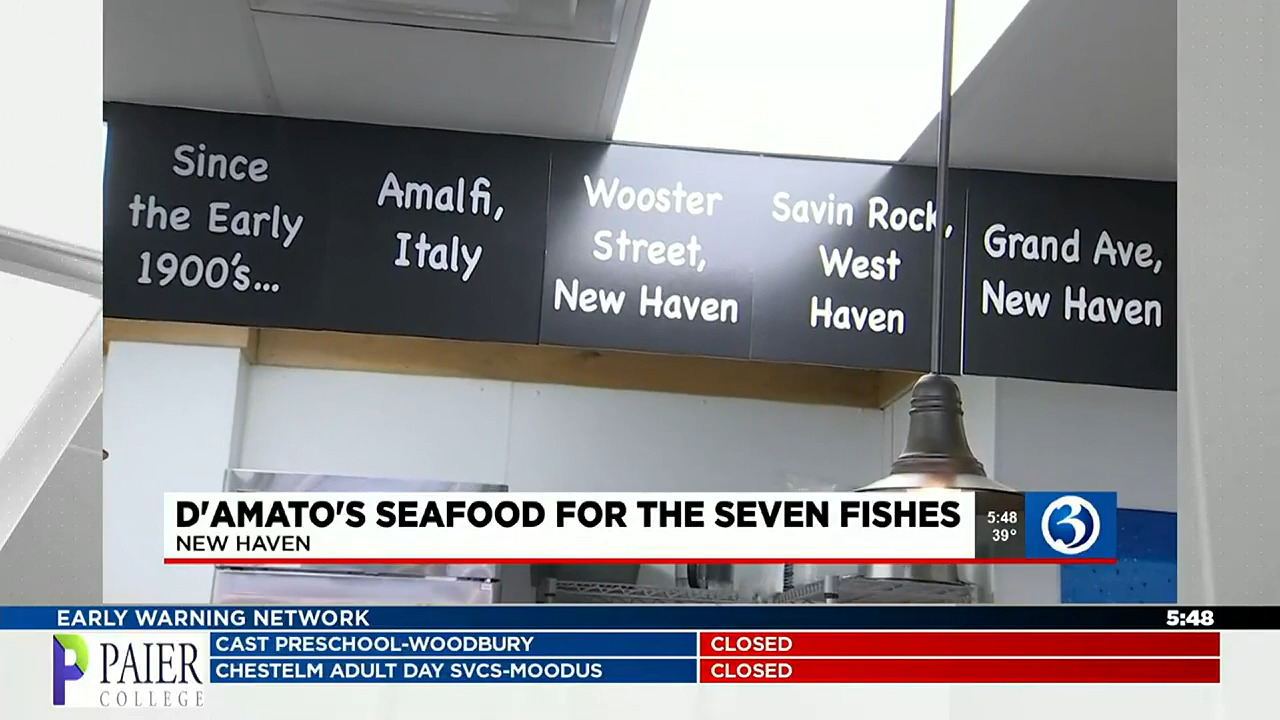 Since
the Early
1900's...
Amalfi,
Italy
Wooster
Street,
New Haven
Savin Rock,
West
Haven
Grand Ave,
New Haven
D'AMATO'S SEAFOOD FOR THE SEVEN FISHES
NEW HAVEN
5:48
39°
3
EARLY WARNING NETWORK
5:48
PAIER
COLLEGE
CAST PRESCHOOL-WOODBURY
CLOSED
CHESTELM ADULT DAY SVCS-MOODUS
CLOSED